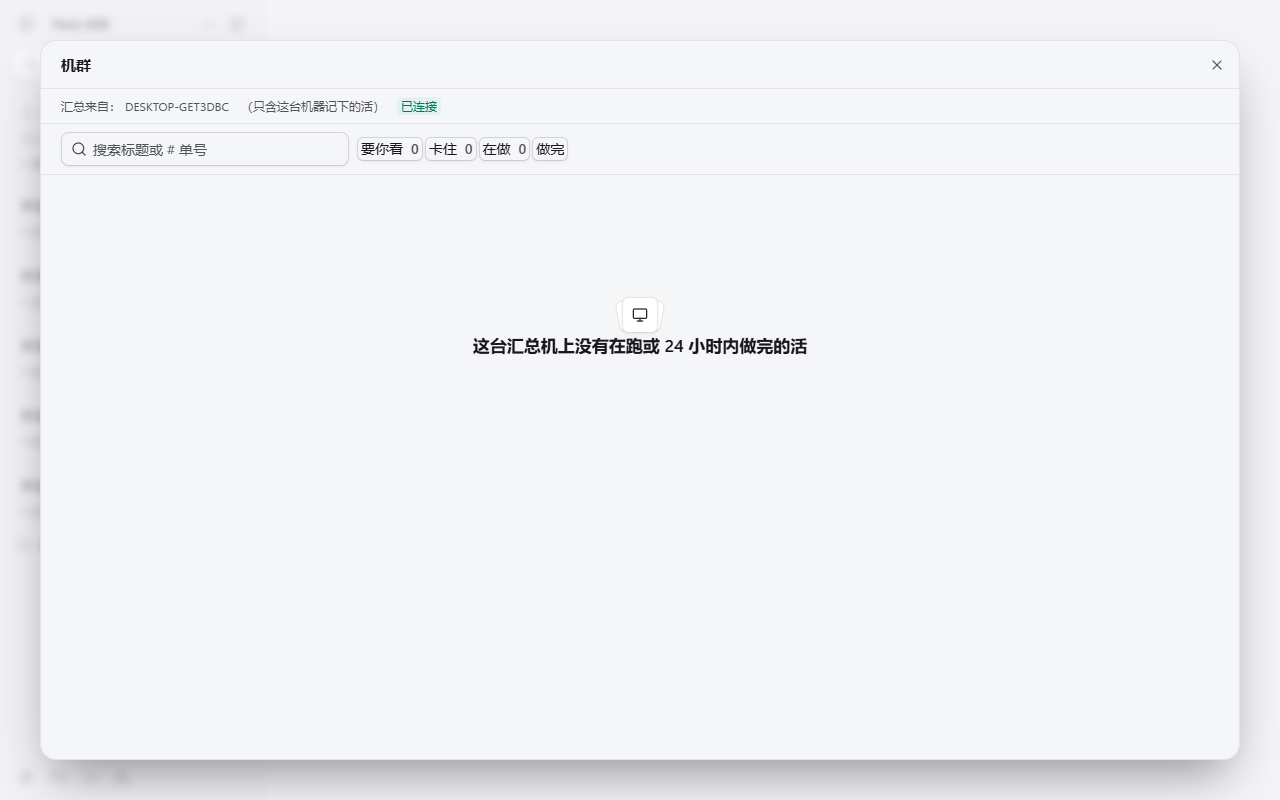 机群
汇总来自： DESKTOP-GET3DBC （只含这台机器记下的活） 已连接
搜索标题或 # 单号 要你看 0 卡住 0 在做 0 做完
这台汇总机上没有在跑或 24 小时内做完的活